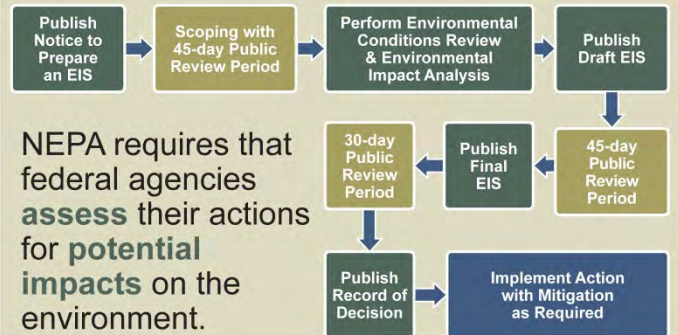 Publish
Notice to
Prepare
an EIS
Scoping with
45-day Public
Review Period
Perform Environmental
Conditions Review
& Environmental
Impact Analysis
Publish
Draft EIS
45-day
Public
Review
Period
Publish
Final
EIS
30-day
Public
Review
Period
Publish
Record of
Decision
Implement Action
with Mitigation
as Required
NEPA requires that
federal agencies
assess their actions
for potential
impacts on the
environment.